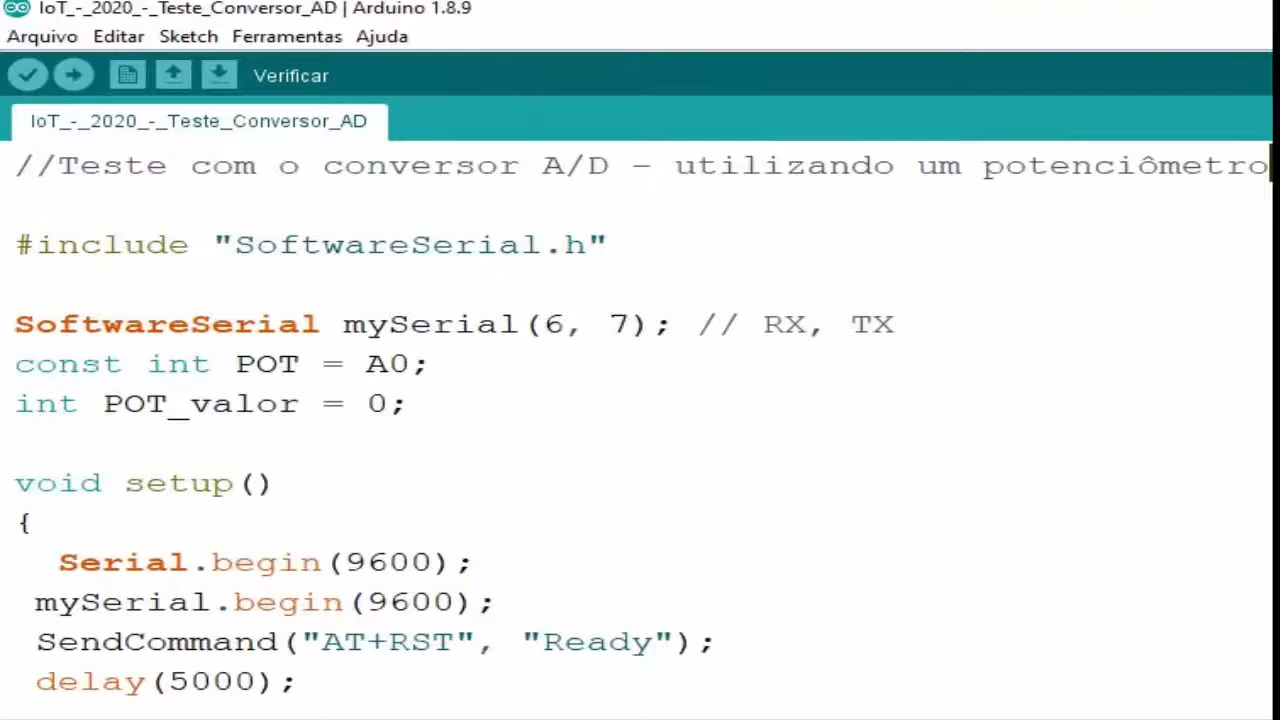 IoT_-_2020_-_Teste_Conversor_AD | Arduino 1.8.9
Arquivo Editar Sketch Ferramentas Ajuda
Verificar
IoT_-_2020_-_Teste_Conversor_AD
//Teste com o conversor A/D - utilizando um potenciômetro
#include "SoftwareSerial.h"
SoftwareSerial mySerial(6, 7); // RX, TX
const int POT = A0;
int POT_valor = 0;
void setup()
{
Serial.begin(9600);
mySerial.begin(9600);
SendCommand("AT+RST", "Ready");
delay(5000);